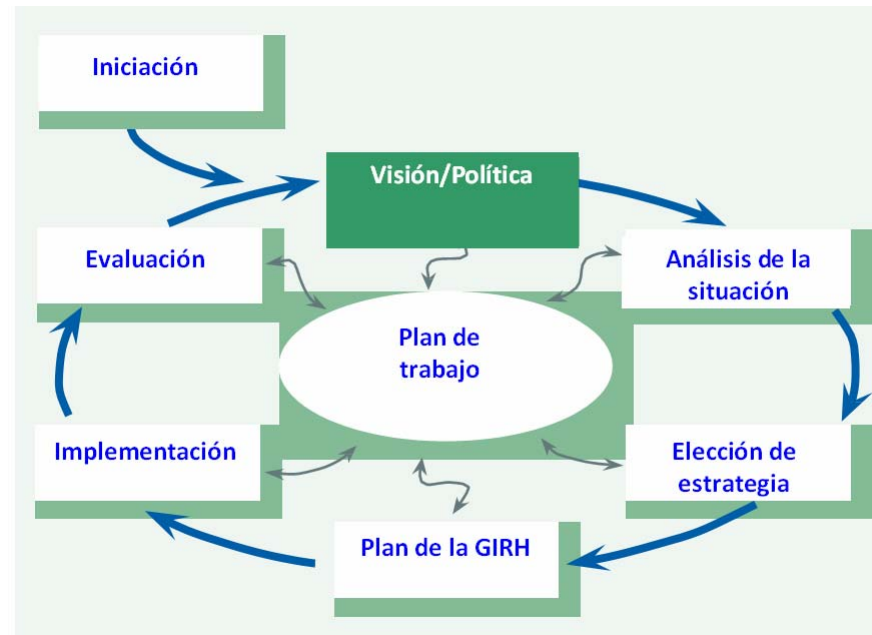 Iniciación
Visión/Política
Evaluación
Análisis de la
situación
Plan de
trabajo
Implementación
Elección de
estrategia
Plan de la GIRH